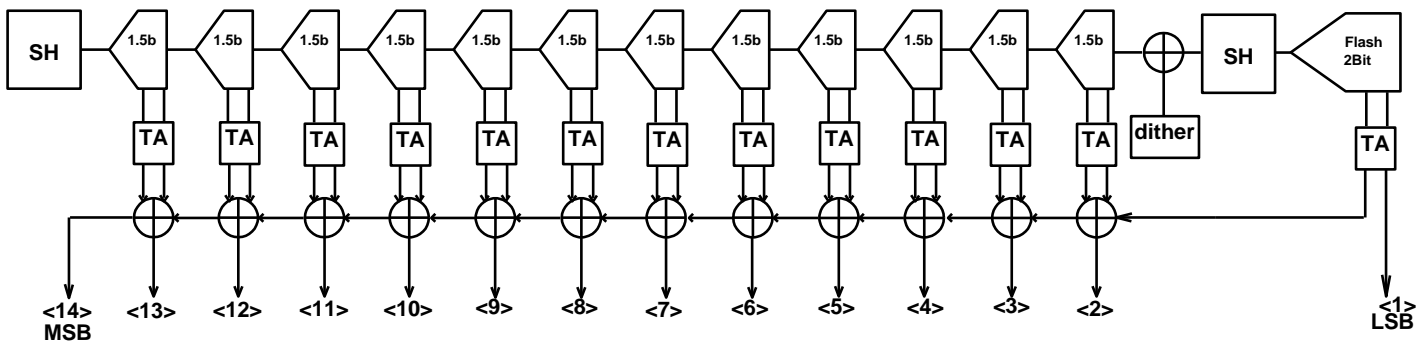 SH 1.5b 1.5b 1.5b 1.5b 1.5b 1.5b 1.5b 1.5b 1.5b 1.5b 1.5b 1.5b SH Flash
2Bit
dither
TA TA TA TA TA TA TA TA TA TA TA TA TA
<14> <13> <12> <11> <10> <9> <8> <7> <6> <5> <4> <3> <2> <1>
MSB LSB